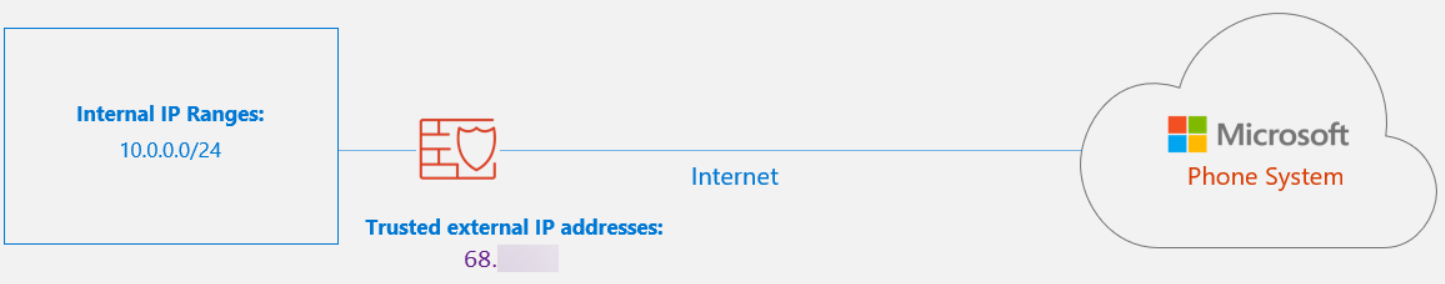 Internal IP Ranges:
10.0.0.0/24
Internet
Trusted external IP addresses:
68.
Microsoft
Phone System